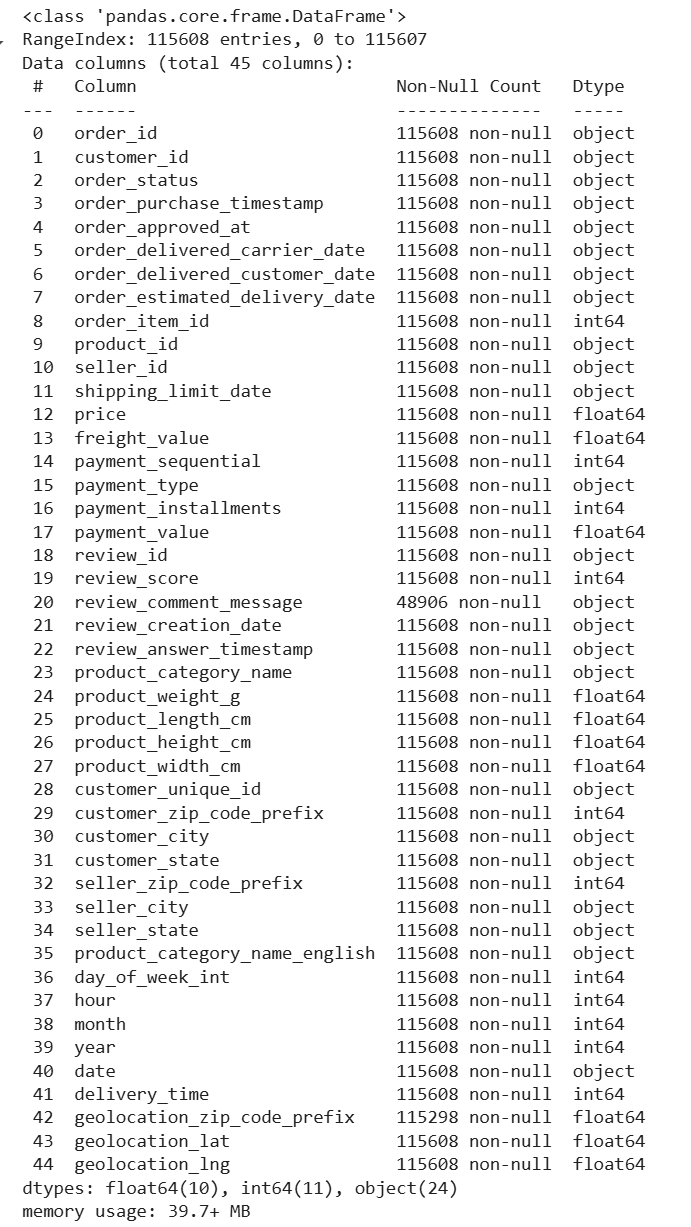 <class 'pandas.core.frame.DataFrame'>
RangeIndex: 115608 entries, 0 to 115607
Data columns (total 45 columns):
 #   Column                         Non-Null Count   Dtype
---  ------                         --------------   -----
 0   order_id                       115608 non-null  object
 1   customer_id                    115608 non-null  object
 2   order_status                   115608 non-null  object
 3   order_purchase_timestamp       115608 non-null  object
 4   order_approved_at              115608 non-null  object
 5   order_delivered_carrier_date   115608 non-null  object
 6   order_delivered_customer_date  115608 non-null  object
 7   order_estimated_delivery_date  115608 non-null  object
 8   order_item_id                  115608 non-null  int64
 9   product_id                     115608 non-null  object
 10  seller_id                      115608 non-null  object
 11  shipping_limit_date            115608 non-null  object
 12  price                          115608 non-null  float64
 13  freight_value                  115608 non-null  float64
 14  payment_sequential             115608 non-null  int64
 15  payment_type                   115608 non-null  object
 16  payment_installments           115608 non-null  int64
 17  payment_value                  115608 non-null  float64
 18  review_id                      115608 non-null  object
 19  review_score                   115608 non-null  int64
 20  review_comment_message         48906 non-null   object
 21  review_creation_date           115608 non-null  object
 22  review_answer_timestamp        115608 non-null  object
 23  product_category_name          115608 non-null  object
 24  product_weight_g               115608 non-null  float64
 25  product_length_cm              115608 non-null  float64
 26  product_height_cm              115608 non-null  float64
 27  product_width_cm               115608 non-null  float64
 28  customer_unique_id             115608 non-null  object
 29  customer_zip_code_prefix       115608 non-null  int64
 30  customer_city                  115608 non-null  object
 31  customer_state                 115608 non-null  object
 32  seller_zip_code_prefix         115608 non-null  int64
 33  seller_city                    115608 non-null  object
 34  seller_state                   115608 non-null  object
 35  product_category_name_english  115608 non-null  object
 36  day_of_week_int                115608 non-null  int64
 37  hour                           115608 non-null  int64
 38  month                          115608 non-null  int64
 39  year                           115608 non-null  int64
 40  date                           115608 non-null  object
 41  delivery_time                  115608 non-null  int64
 42  geolocation_zip_code_prefix    115298 non-null  float64
 43  geolocation_lat                115608 non-null  float64
 44  geolocation_lng                115608 non-null  float64
dtypes: float64(10), int64(11), object(24)
memory usage: 39.7+ MB